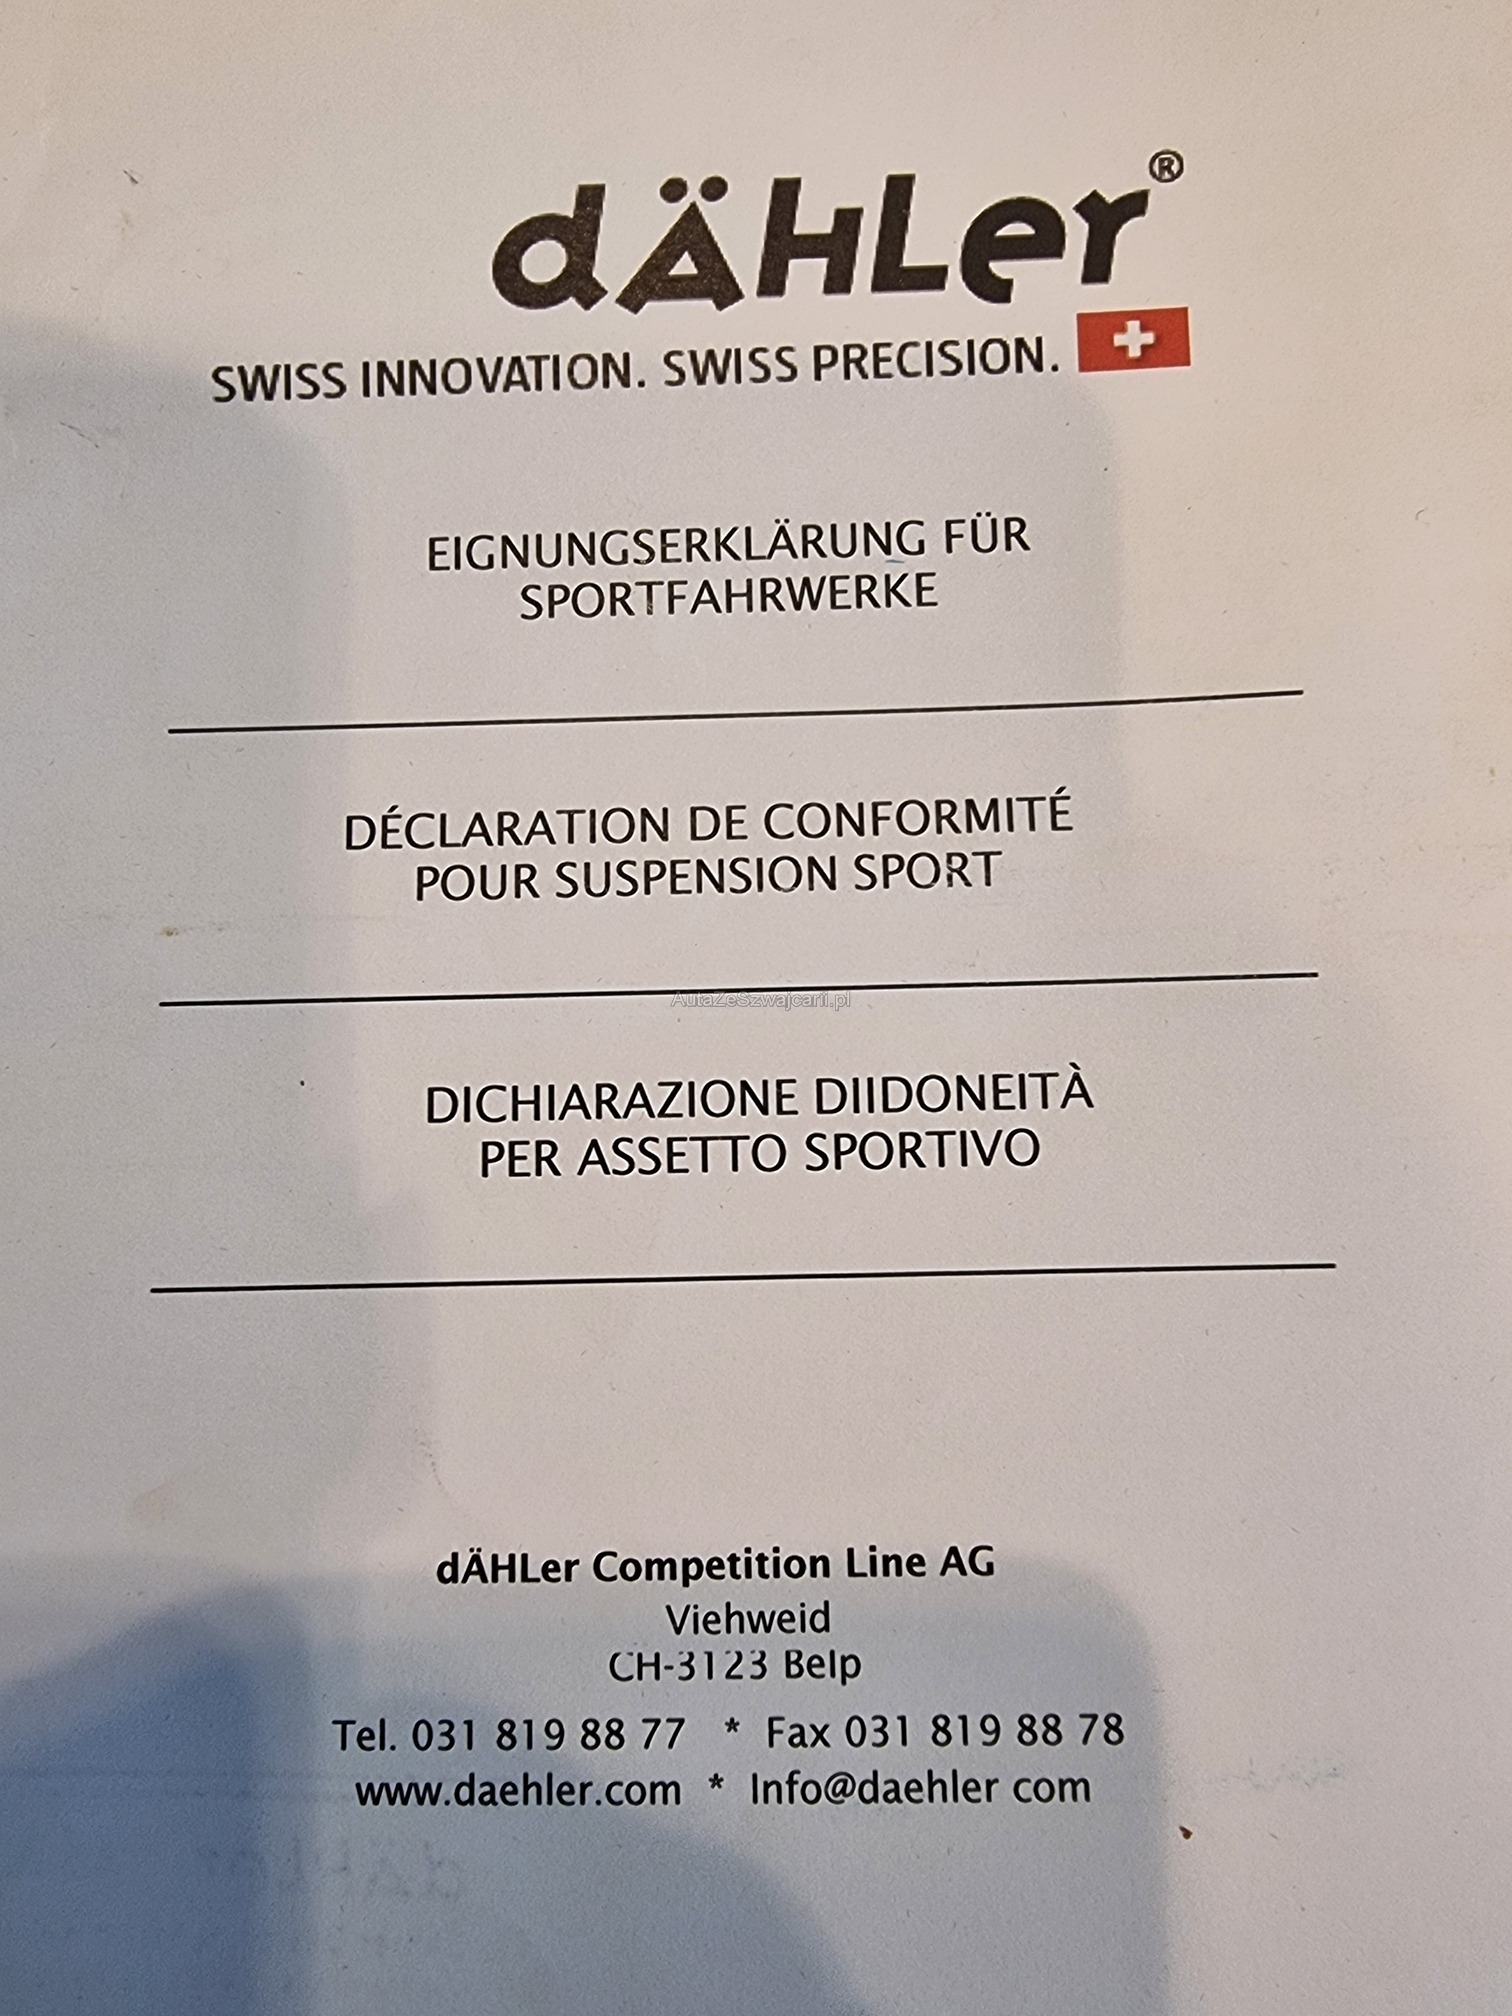 dÄHLer®
SWISS INNOVATION. SWISS PRECISION.
EIGNUNGSERKLÄRUNG FÜR
SPORTFAHRWERKE
DÉCLARATION DE CONFORMITÉ
POUR SUSPENSION SPORT
AutaZeSzwajcarii.pl
DICHIARAZIONE DIIDONEITÀ
PER ASSETTO SPORTIVO
dÄHLer Competition Line AG
Viehweid
CH-3123 Belp
Tel. 031 819 88 77 * Fax 031 819 88 78
www.daehler.com * Info@daehler com